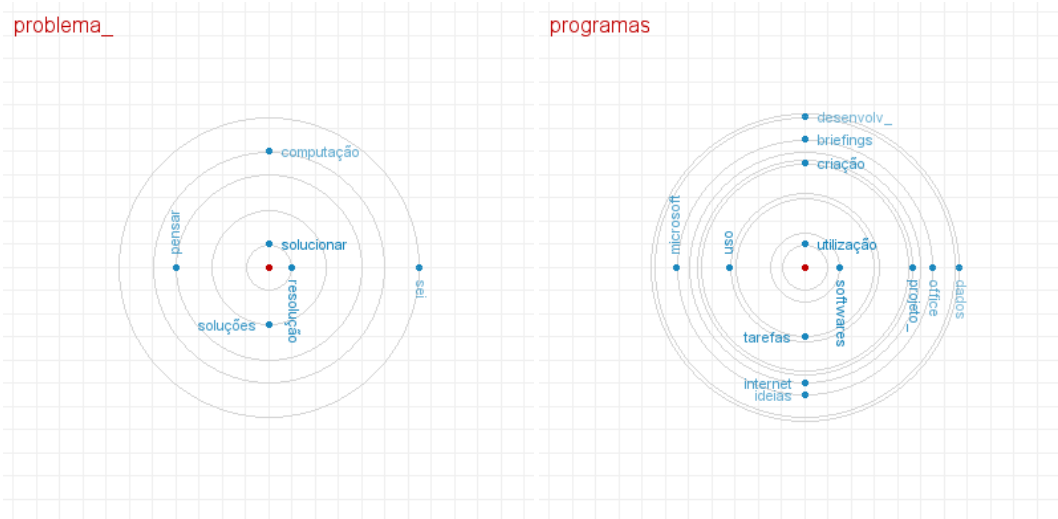 problema_
computação
pensar
solucionar
resolução
sei
soluções
programas
desenvolv_
briefings
criação
microsoft
uso
utilização
softwares
projeto_
office
dados
tarefas
internet
ideias